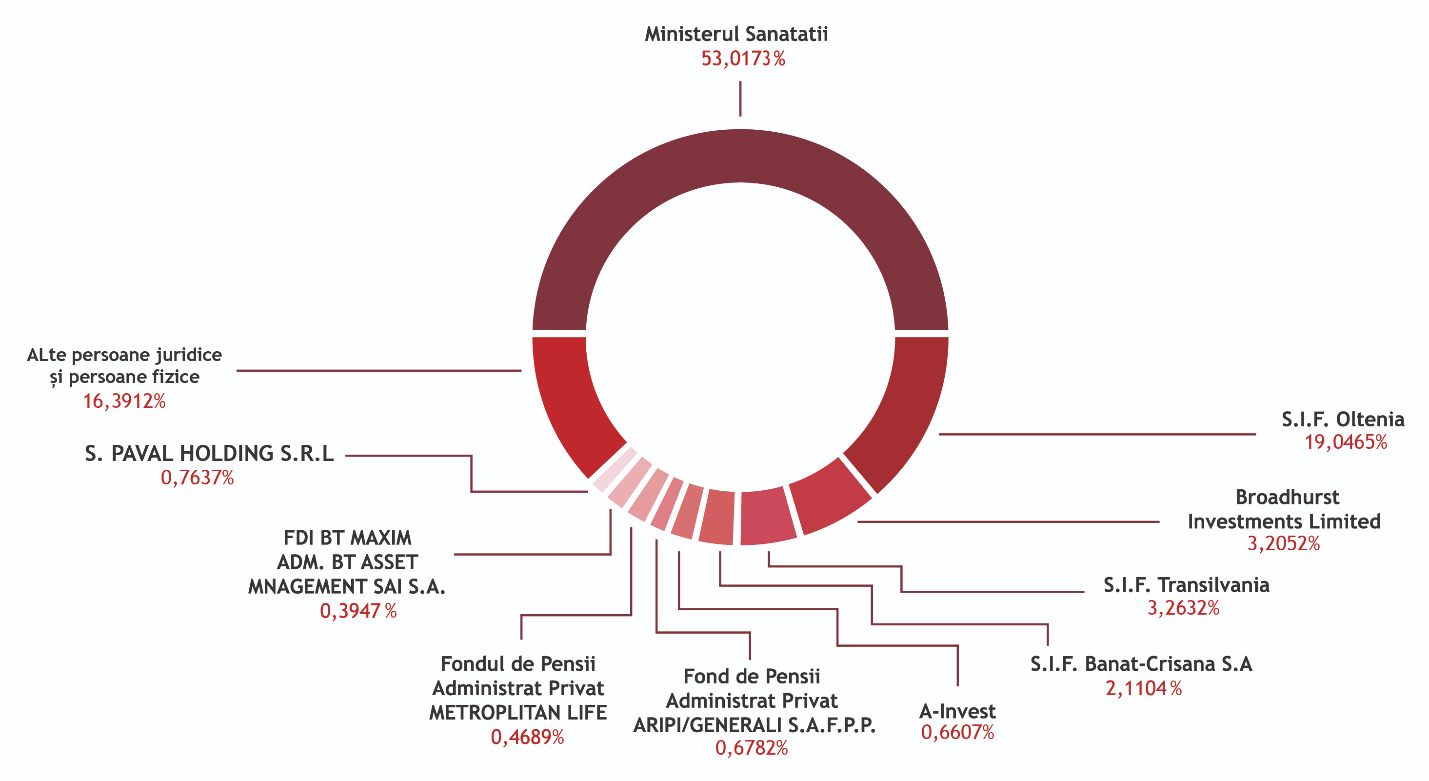 Ministerul Sanatatii
53,0173%
ALte persoane juridice
și persoane fizice
16,3912%
S. PAVAL HOLDING S.R.L
0,7637%
FDI BT MAXIM
ADM. BT ASSET
MNAGEMENT SAI S.A.
0,3947 %
Fondul de Pensii
Administrat Privat
METROPLITAN LIFE
0,4689%
Fond de Pensii
Administrat Privat
ARIPI/GENERALI S.A.F.P.P.
0,6782%
A-Invest
0,6607%
S.I.F. Banat-Crisana S.A
2,1104 %
S.I.F. Transilvania
3,2632%
Broadhurst
Investments Limited
3,2052%
S.I.F. Oltenia
19,0465%